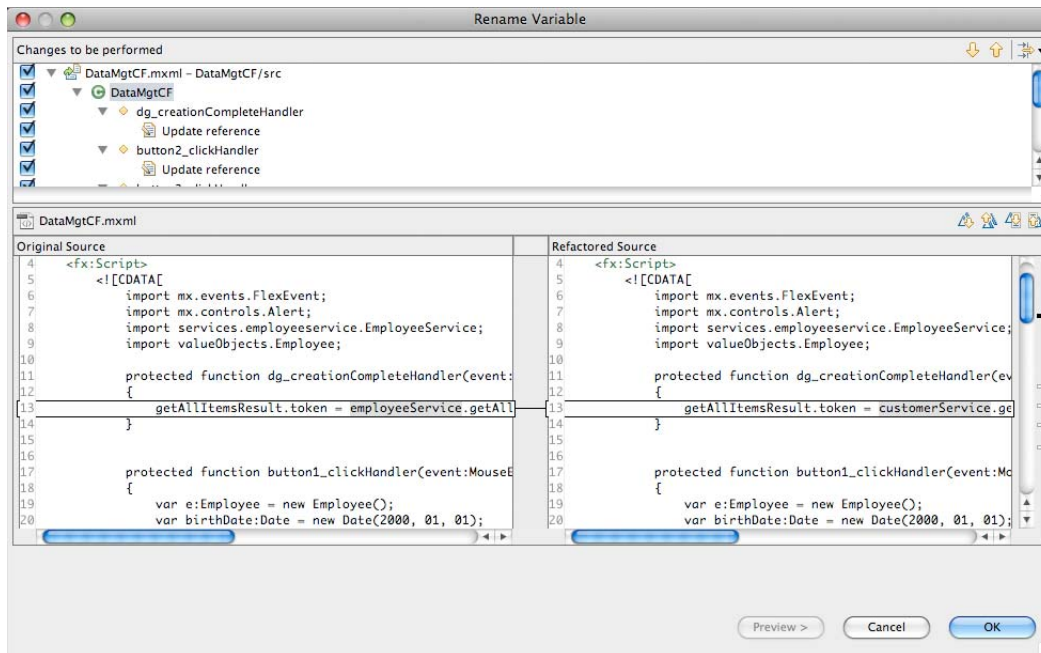 Rename Variable
Changes to be performed
DataMgtCF.mxml – DataMgtCF/src
DataMgtCF
dg_creationCompleteHandler
Update reference
button2_clickHandler
Update reference
DataMgtCF.mxml
Original Source
4 <fx:Script>
5 <![CDATA[
6 import mx.events.FlexEvent;
7 import mx.controls.Alert;
8 import services.employeeservice.EmployeeService;
9 import valueObjects.Employee;
10
11 protected function dg_creationCompleteHandler(event:
12 {
13 getAllItemsResult.token = employeeService.getAll
14 }
15
16
17 protected function button1_clickHandler(event:MouseE
18 {
19 var e:Employee = new Employee();
20 var birthDate:Date = new Date(2000, 01, 01);
Refactored Source
4 <fx:Script>
5 <![CDATA[
6 import mx.events.FlexEvent;
7 import mx.controls.Alert;
8 import services.employeeservice.EmployeeService;
9 import valueObjects.Employee;
10
11 protected function dg_creationCompleteHandler(ev
12 {
13 getAllItemsResult.token = customerService.ge
14 }
15
16
17 protected function button1_clickHandler(event:Mo
18 {
19 var e:Employee = new Employee();
20 var birthDate:Date = new Date(2000, 01, 01);
Preview >
Cancel
OK